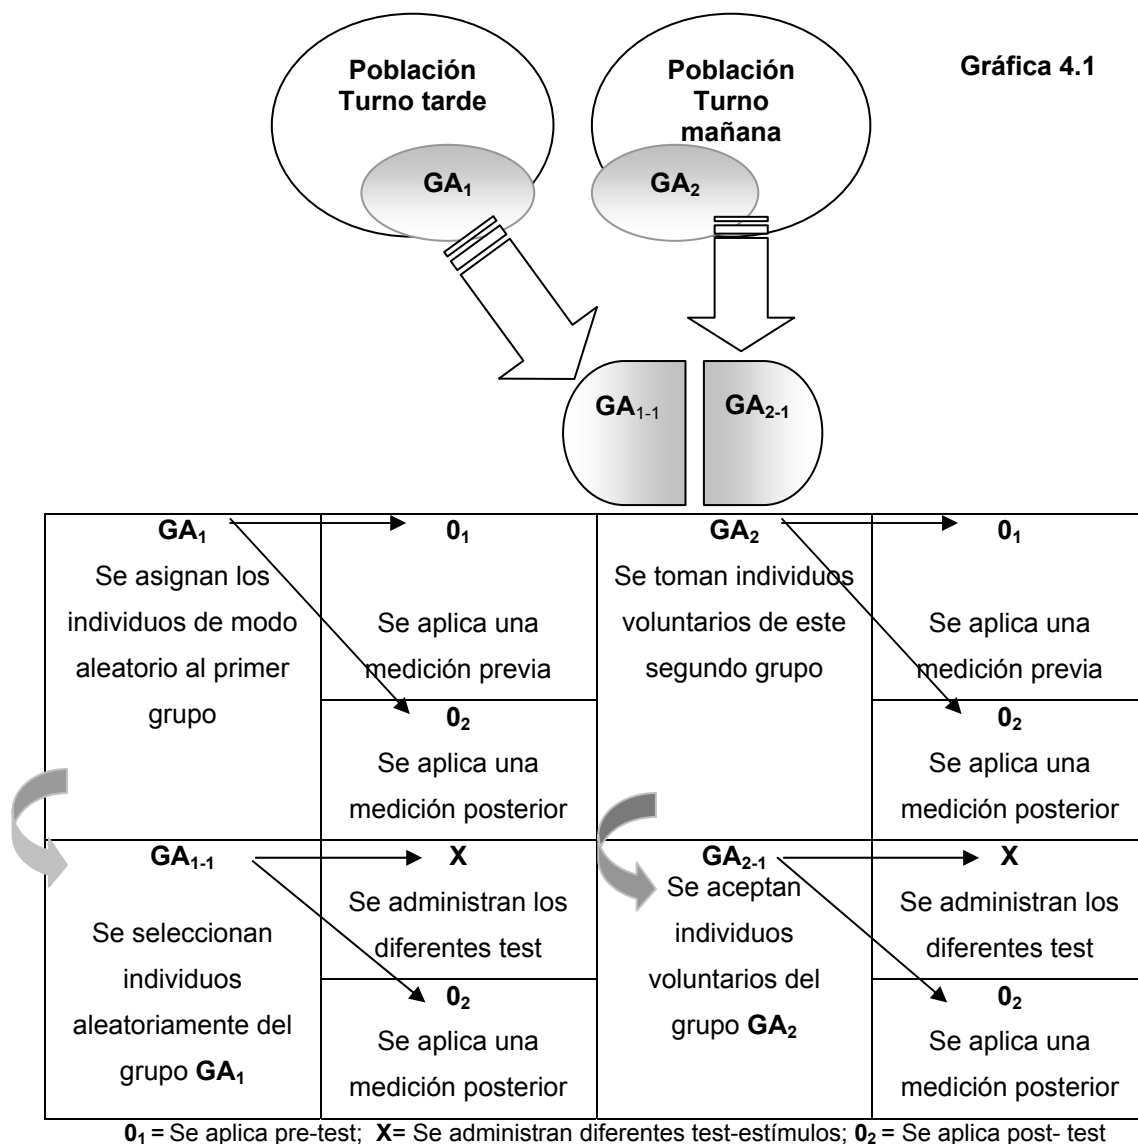 Gráfica 4.1
Población
Turno tarde
GA₁
Población
Turno
mañana
GA₂
GA₁₋₁
GA₂₋₁
GA₁
Se asignan los
individuos de modo
aleatorio al primer
grupo
0₁
Se aplica una
medición previa
0₂
Se aplica una
medición posterior
GA₂
Se toman individuos
voluntarios de este
segundo grupo
0₁
Se aplica una
medición previa
0₂
Se aplica una
medición posterior
GA₁₋₁
Se seleccionan
individuos
aleatoriamente del
grupo GA₁
X
Se administran los
diferentes test
0₂
Se aplica una
medición posterior
GA₂₋₁
Se aceptan
individuos
voluntarios del
grupo GA₂
X
Se administran los
diferentes test
0₂
Se aplica una
medición posterior
0₁ = Se aplica pre-test; X= Se administran diferentes test-estímulos; 0₂ = Se aplica post- test